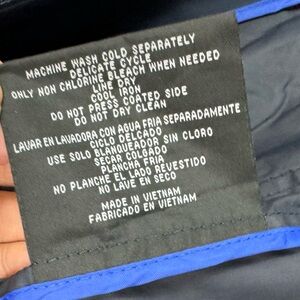 MACHINE WASH COLD SEPARATELY
DELICATE CYCLE
ONLY NON CHLORINE BLEACH WHEN NEEDED
LINE DRY
COOL IRON
DO NOT PRESS COATED SIDE
DO NOT DRY CLEAN
LAVAR EN LAVADORA CON AGUA FRIA SEPARADAMENTE
CICLO DELICADO
USE SOLO BLANQUEADOR SIN CLORO
SECAR COLGADO
PLANCHA FRIA
NO PLANCHE EL LADO REVESTIDO
NO LAVE EN SECO
MADE IN VIETNAM
FABRICADO EN VIETNAM